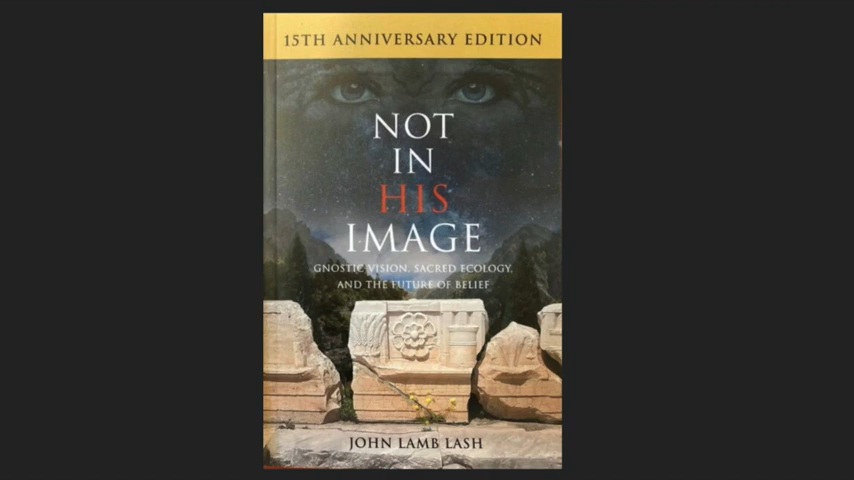 15TH ANNIVERSARY EDITION
NOT
IN
HIS
IMAGE
GNOSTIC VISION, SACRED ECOLOGY,
AND THE FUTURE OF BELIEF
JOHN LAMB LASH